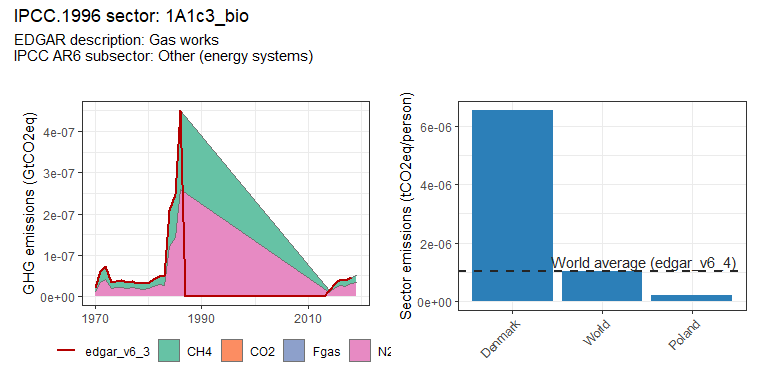 IPCC.1996 sector: 1A1c3_bio
EDGAR description: Gas works
IPCC AR6 subsector: Other (energy systems)
GHG emissions (GtCO2eq)
4e-07
3e-07
2e-07
1e-07
0e+00
1970
1990
2010
edgar_v6_3
CH4
CO2
Fgas
N2
Sector emissions (tCO2eq/person)
6e-06
4e-06
2e-06
0e+00
World average (edgar_v6_4)
Denmark
World
Poland